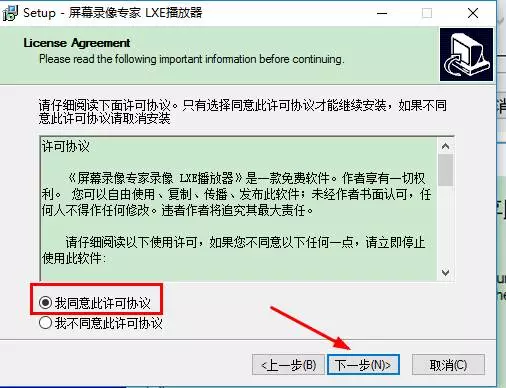 Setup - 屏幕录像专家 LXE播放器
License Agreement
Please read the following important information before continuing.
请仔细阅读下面许可协议。只有选择同意此许可协议才能继续安装，如果不同
意此许可协议请取消安装
许可协议
《屏幕录像专家录像 LXE播放器》是一款免费软件。作者享有一切权
利。 您可以自由使用、复制、传播、发布此软件；未经作者书面认可，任
何人不得作任何修改。违者作者将追究其最大责任。
请仔细阅读以下使用许可，如果您不同意以下任何一点，请立即停止
使用此软件:
我同意此许可协议
我不同意此许可协议
<上一步(B)
下一步(N)>
取消(C)